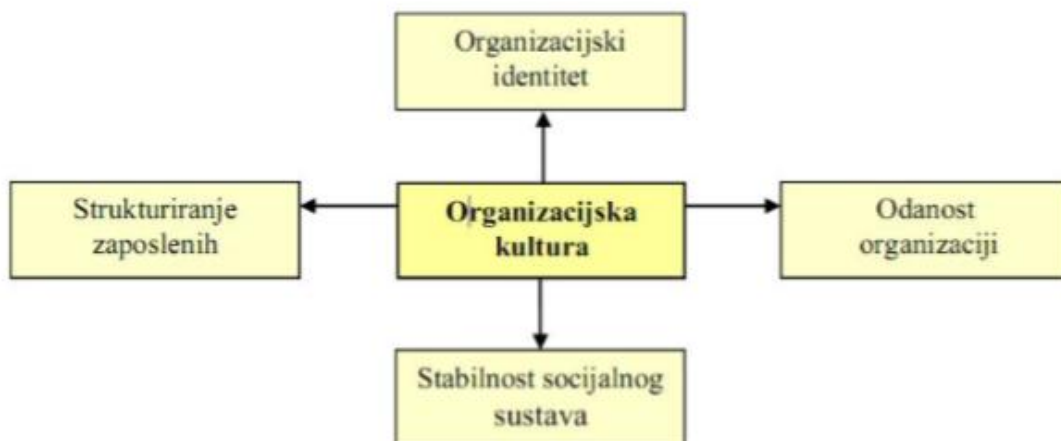 Organizacijski
identitet
Strukturiranje
zaposlenih
Organizacijska
kultura
Odanost
organizaciji
Stabilnost socijalnog
sustava